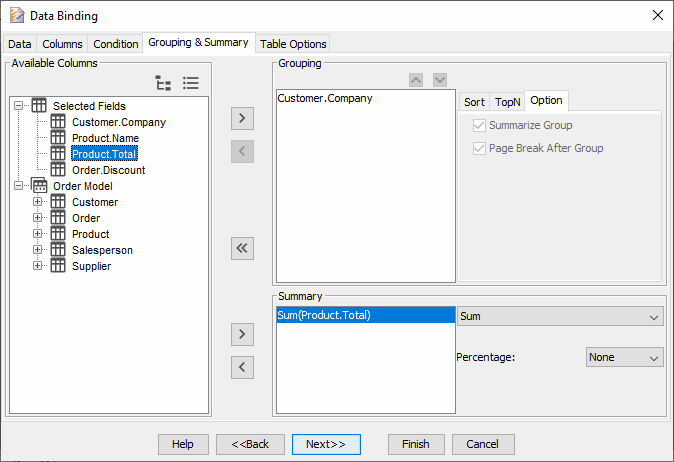 Data Binding
Data Columns Condition Grouping & Summary Table Options
Available Columns
Selected Fields
Customer.Company
Product.Name
Product.Total
Order.Discount
Order Model
Customer
Order
Product
Salesperson
Supplier
Grouping
Customer.Company
Sort TopN Option
Summarize Group
Page Break After Group
Summary
Sum(Product.Total)
Sum
Percentage: None
Help <<Back Next>> Finish Cancel